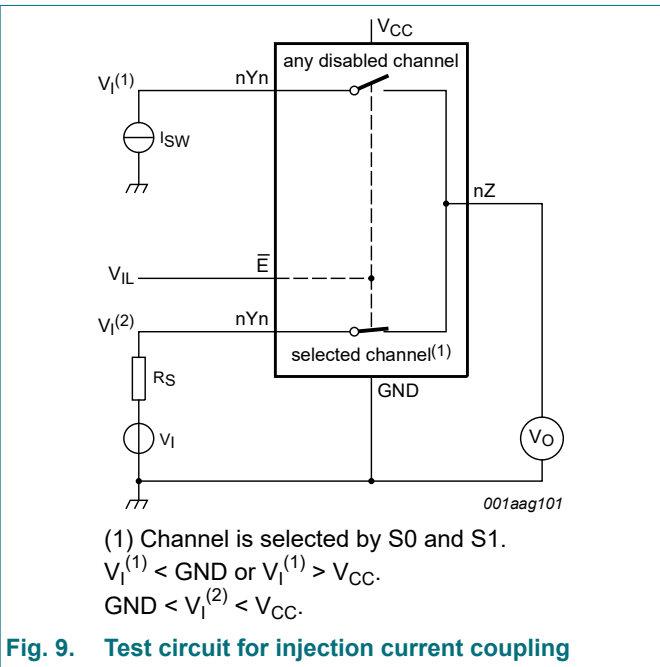 VCC
any disabled channel
VI(1)
nYn
ISW
nZ
VIL
E̅
VI(2)
nYn
selected channel(1)
RS
GND
VI
VO
001aag101
(1) Channel is selected by S0 and S1.
VI(1) < GND or VI(1) > VCC.
GND < VI(2) < VCC.
Fig. 9. Test circuit for injection current coupling